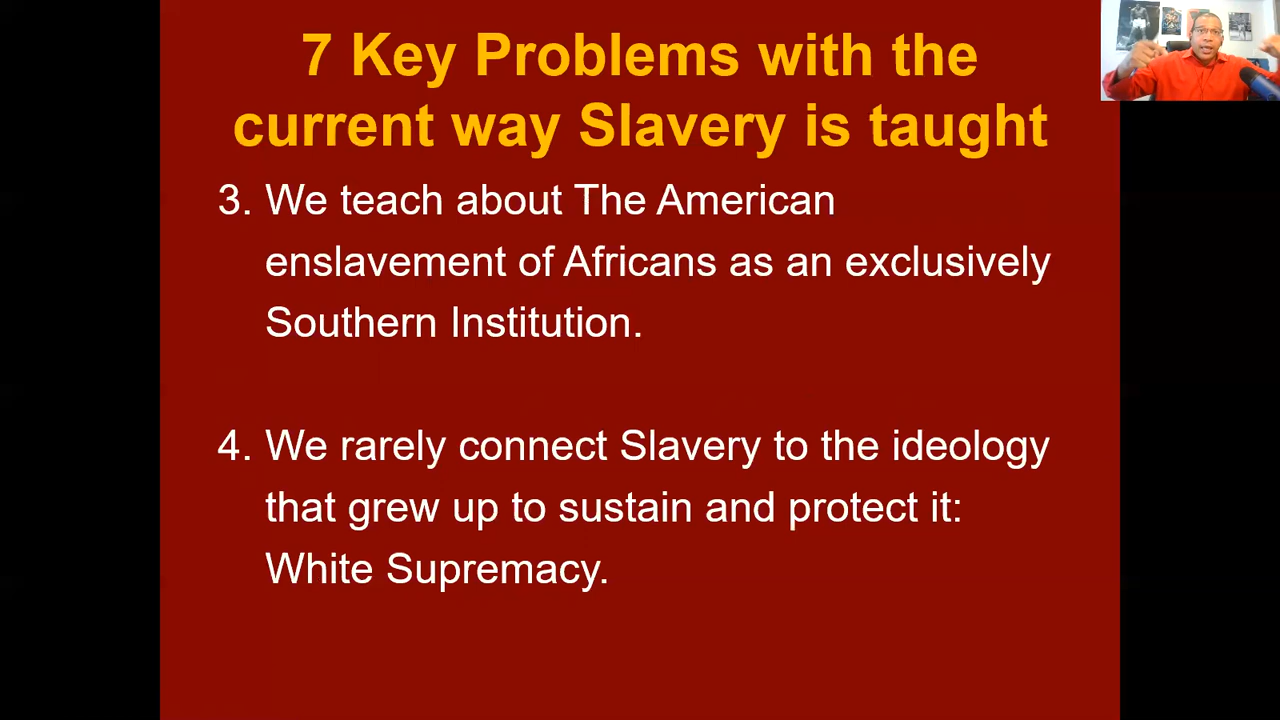 7 Key Problems with the
current way Slavery is taught
3. We teach about The American
enslavement of Africans as an exclusively
Southern Institution.
4. We rarely connect Slavery to the ideology
that grew up to sustain and protect it:
White Supremacy.